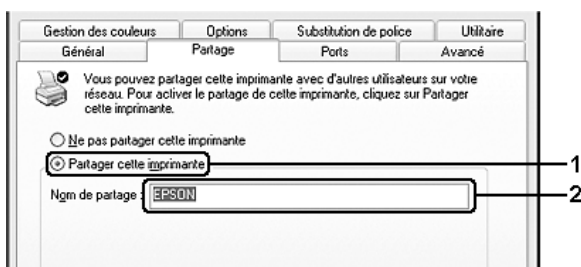 Gestion des couleurs Options Substitution de police Utilitaire
Général Partage Ports Avancé
Vous pouvez partager cette imprimante avec d'autres utilisateurs sur votre
réseau. Pour activer le partage de cette imprimante, cliquez sur Partager
cette imprimante.
Ne pas partager cette imprimante
Partager cette imprimante 1
Nom de partage : EPSON 2